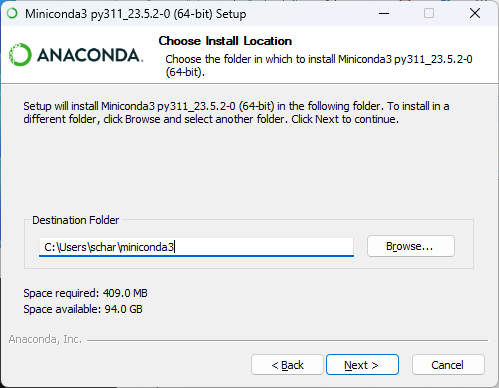 Miniconda3 py311_23.5.2-0 (64-bit) Setup
ANACONDA.
Choose Install Location
Choose the folder in which to install Miniconda3 py311_23.5.2-0
(64-bit).
Setup will install Miniconda3 py311_23.5.2-0 (64-bit) in the following folder. To install in a
different folder, click Browse and select another folder. Click Next to continue.
Destination Folder
C:\Users\schar\miniconda3
Browse...
Space required: 409.0 MB
Space available: 94.0 GB
Anaconda, Inc.
< Back
Next >
Cancel